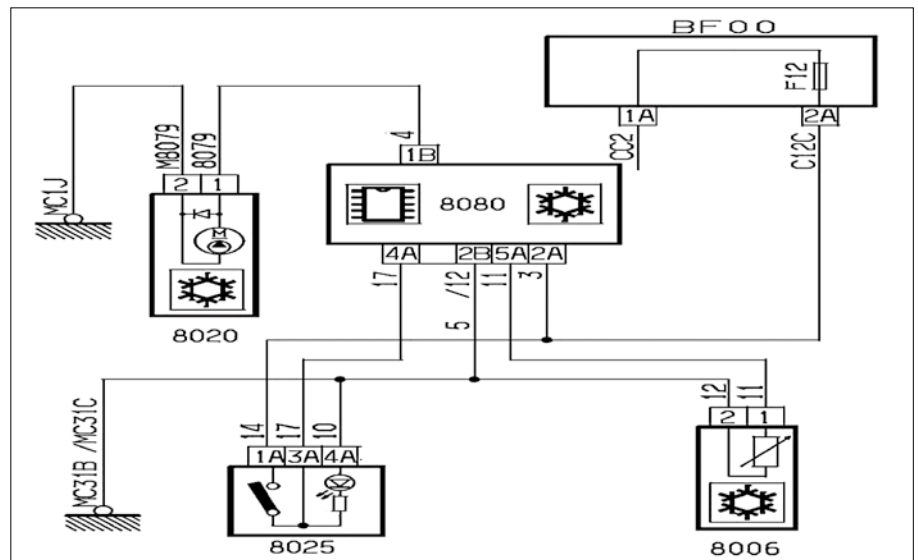 BF00
F12
1A 2A
CC2 C12C
MC1J
M8079 8079
2 1
M
8020
4
1B
8080
4A 2B 5A 2A
17 /12 11 3
5
MC31B /MC31C
14 17 10
1A 3A 4A
8025
12 11
2 1
8006